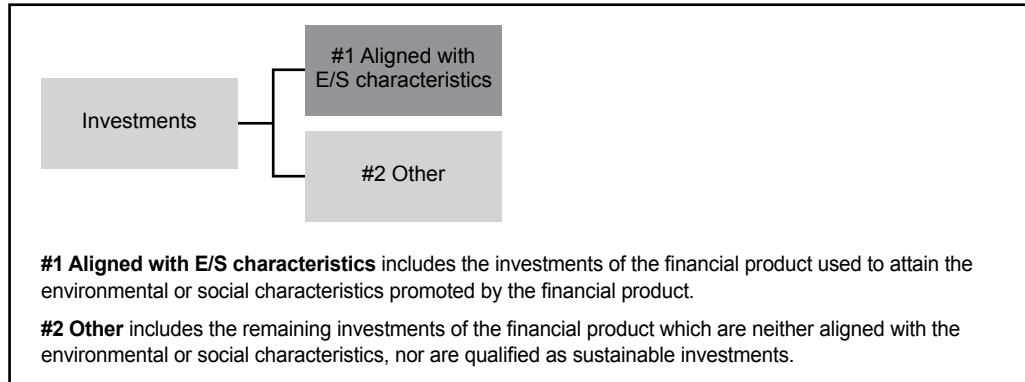 #1 Aligned with
E/S characteristics
Investments
#2 Other
#1 Aligned with E/S characteristics includes the investments of the financial product used to attain the
environmental or social characteristics promoted by the financial product.
#2 Other includes the remaining investments of the financial product which are neither aligned with the
environmental or social characteristics, nor are qualified as sustainable investments.